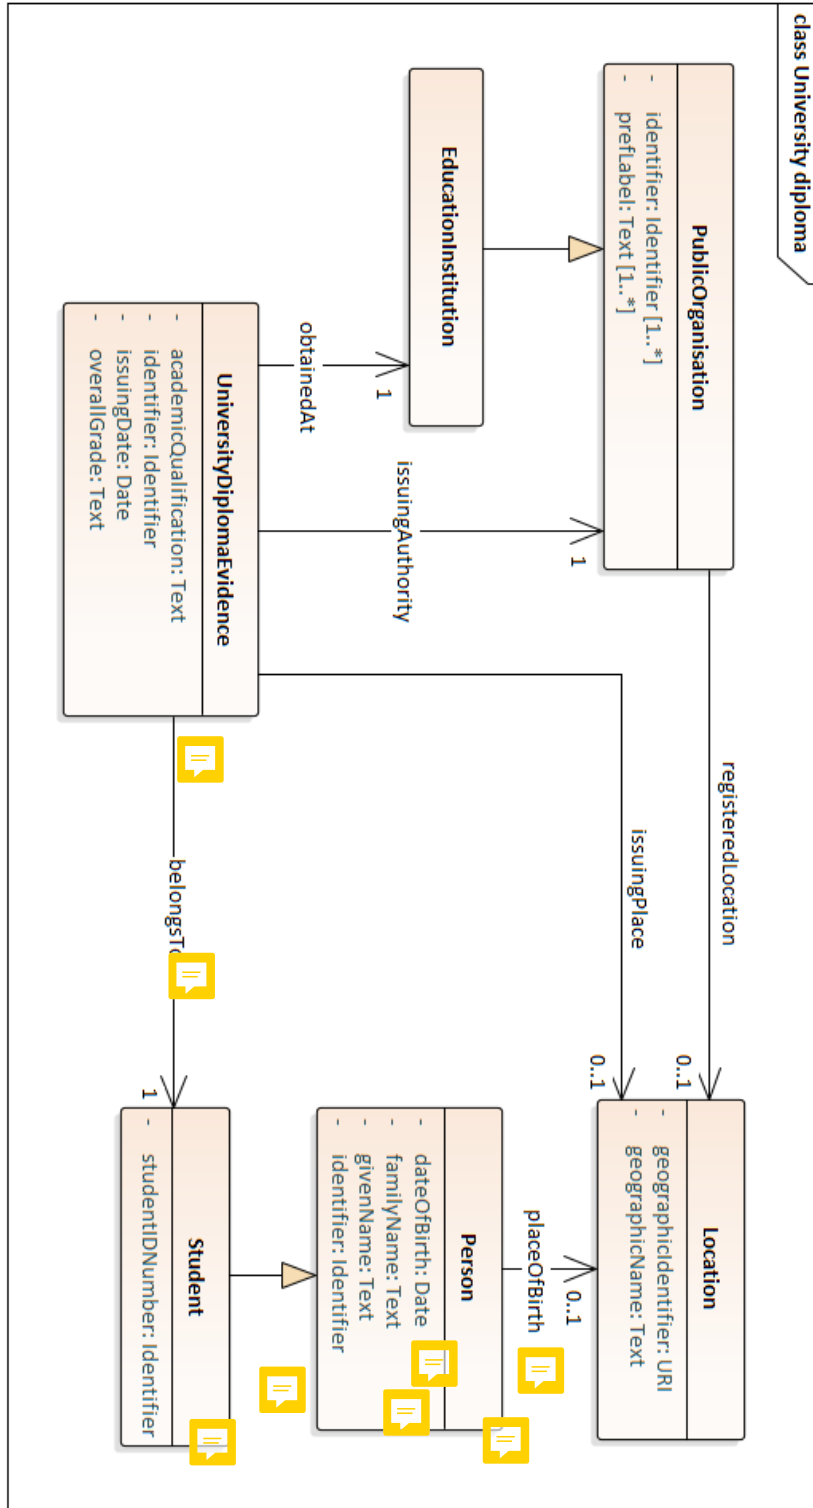 class University diploma
PublicOrganisation
- identifier: Identifier [1..*]
- prefLabel: Text [1..*]
registeredLocation
0..1
Location
- geographicIdentifier: URI
- geographicName: Text
EducationInstitution
issuingPlace
0..1
placeOfBirth
0..1
obtainedAt
1
issuingAuthority
1
Person
- dateOfBirth: Date
- familyName: Text
- givenName: Text
- identifier: Identifier
UniversityDiplomaEvidence
- academicQualification: Text
- identifier: Identifier
- issuingDate: Date
- overallGrade: Text
belongsTo
1
Student
- studentIDNumber: Identifier